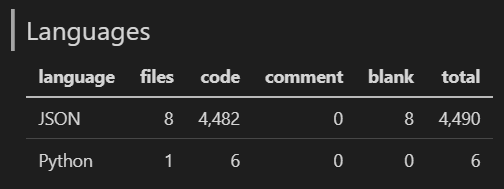 Languages
language files code comment blank total
JSON 8 4,482 0 8 4,490
Python 1 6 0 0 6